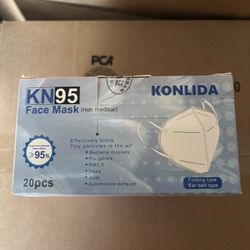 PCA
KN95
Face Mask (non medical)
KONLIDA
Effectively block
Tiny particles in the air
Bacteria droplets
Flu germs
PM2.5
Haze
Dust
Automobile exhaust
≥95%
20pcs
Folding type
Ear belt type